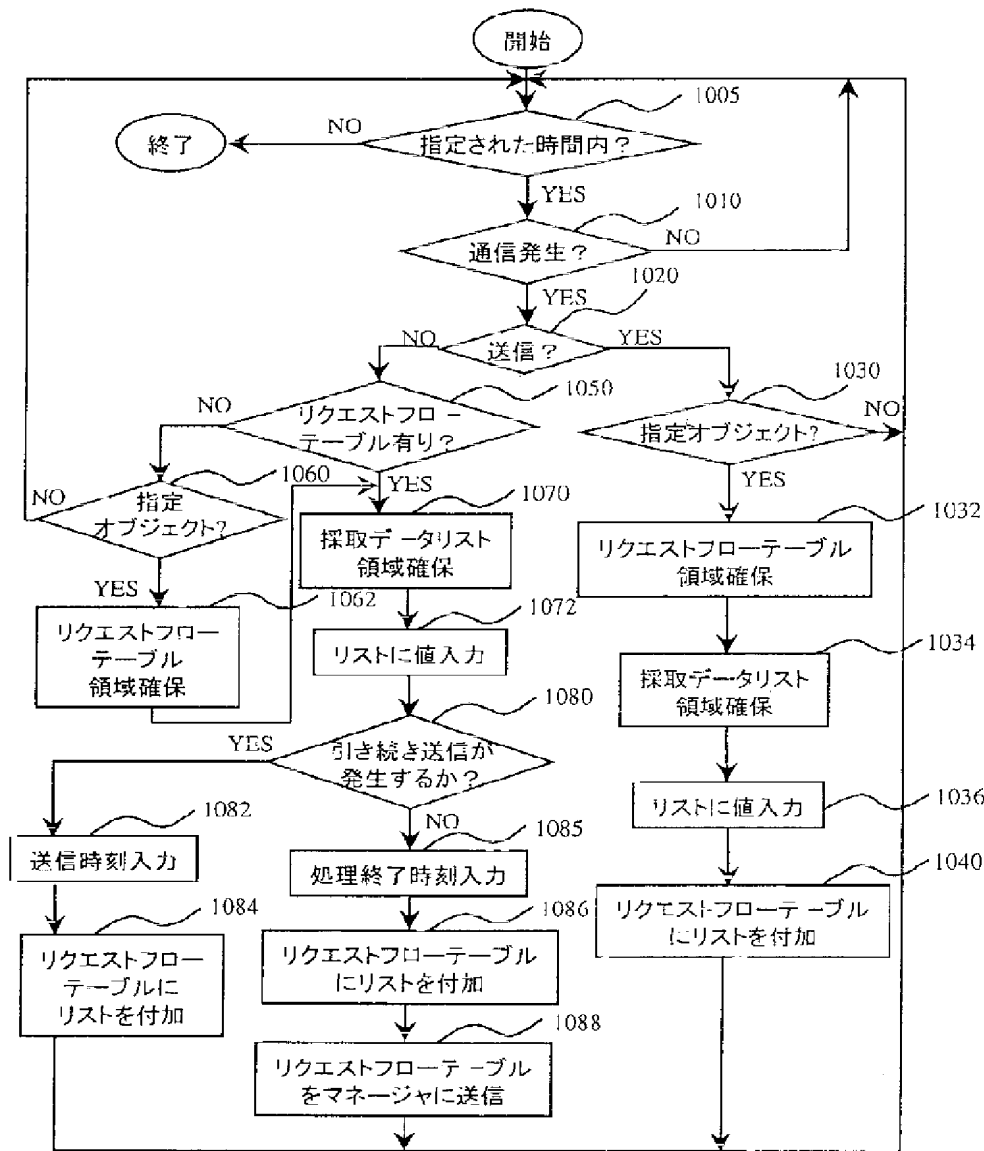 開始
1005
NO
指定された時間内？
終了
YES
1010
通信発生？
NO
YES
1020
NO
送信？
YES
1050
1030
NO
リクエストフロー
テーブル有り？
指定オブジェクト？
NO
1060
YES
YES
NO
指定
オブジェクト？
1070
1032
採取データリスト
領域確保
リクエストフローテーブル
領域確保
YES
1062
1072
リクエストフロー
テーブル
領域確保
リストに値入力
1034
採取データリスト
領域確保
1080
YES
引き続き送信が
発生するか？
リストに値入力
1036
1082
NO
1085
送信時刻入力
処理終了時刻入力
1040
1084
1086
リクエストフローテーブル
にリストを付加
リクエストフロー
テーブルに
リストを付加
リクエストフローテーブル
にリストを付加
1088
リクエストフローテーブル
をマネージャに送信